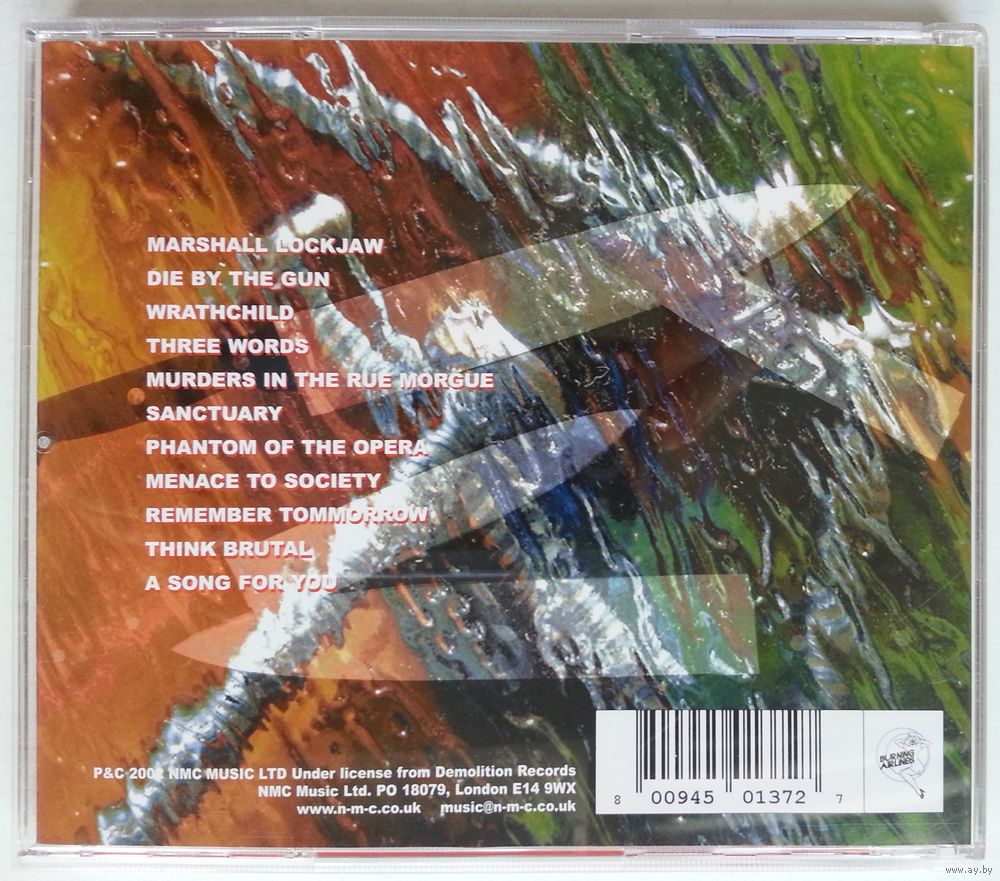 MARSHALL LOCKJAW
DIE BY THE GUN
WRATHCHILD
THREE WORDS
MURDERS IN THE RUE MORGUE
SANCTUARY
PHANTOM OF THE OPERA
MENACE TO SOCIETY
REMEMBER TOMMORROW
THINK BRUTAL
A SONG FOR YOU
P&C 2002 NMC MUSIC LTD Under license from Demolition Records
NMC Music Ltd. PO 18079, London E14 9WX
www.n-m-c.co.uk music@n-m-c.co.uk
8 00945 01372 7
BURNING
AIRLINES
www.ay.by